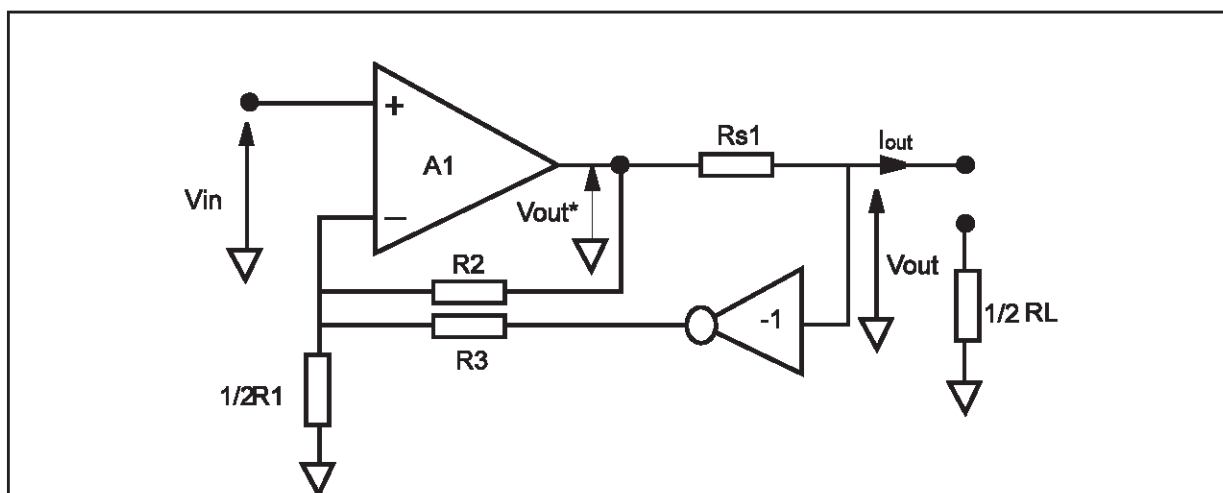 +
Rs1
Iout
A1
Vin
Vout*
−
Vout
R2
-1
1/2 RL
R3
1/2R1